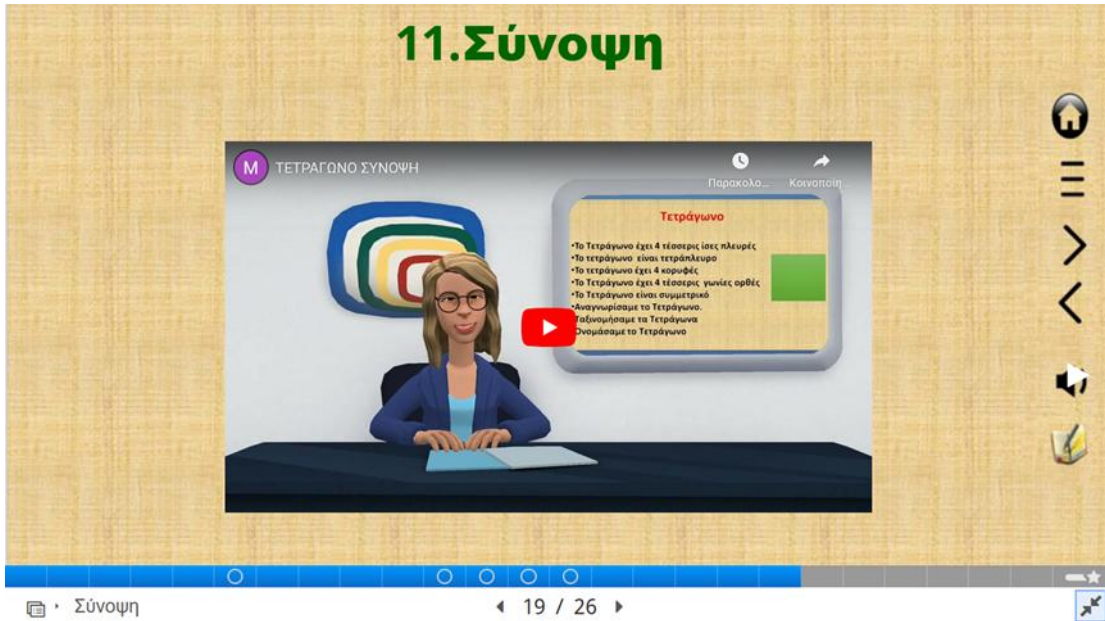 11.Σύνοψη
M ΤΕΤΡΑΓΩΝΟ ΣΥΝΟΨΗ
Παρακολο... Κοινοποίη...
Τετράγωνο
•Το Τετράγωνο έχει 4 τέσσερις ίσες πλευρές
•Το τετράγωνο είναι τετράπλευρο
•Το τετράγωνο έχει 4 κορυφές
•Το Τετράγωνο έχει 4 τέσσερις γωνίες ορθές
•Το Τετράγωνο είναι συμμετρικό
•Αναγνωρίσαμε το Τετράγωνο.
Ταξινομήσαμε τα Τετράγωνα
Ονομάσαμε το Τετράγωνο
Σύνοψη
19 / 26